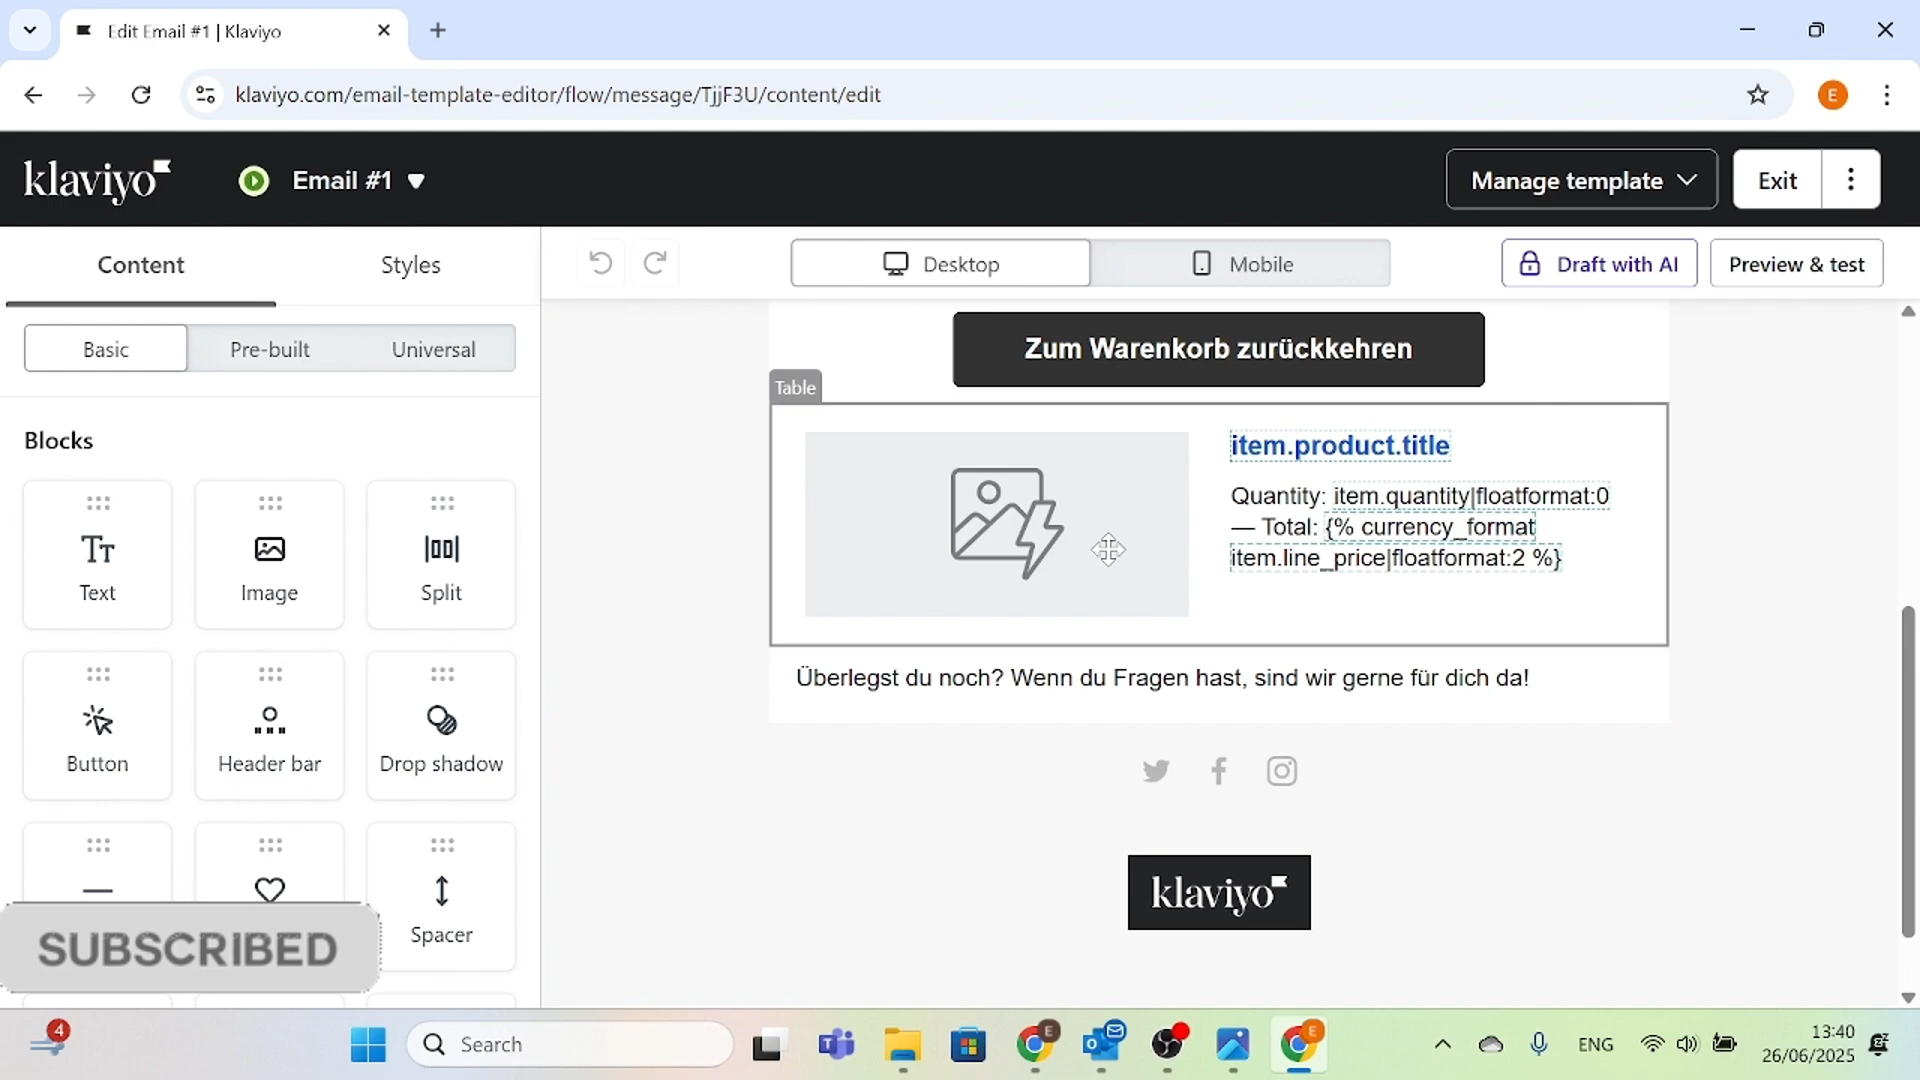 Edit Email #1 | Klaviyo
klaviyo.com/email-template-editor/flow/message/TjjF3U/content/edit
E
klaviyo
Email #1
Manage template
Exit
Content
Styles
Desktop
Mobile
Draft with AI
Preview & test
Basic
Pre-built
Universal
Zum Warenkorb zurückkehren
Table
Blocks
item.product.title
Quantity: item.quantity|floatformat:0
— Total: {% currency_format
item.line_price|floatformat:2 %}
Text
Image
Split
Überlegst du noch? Wenn du Fragen hast, sind wir gerne für dich da!
Button
Header bar
Drop shadow
klaviyo
Spacer
SUBSCRIBED
4
Search
E
E
ENG
13:40
26/06/2025